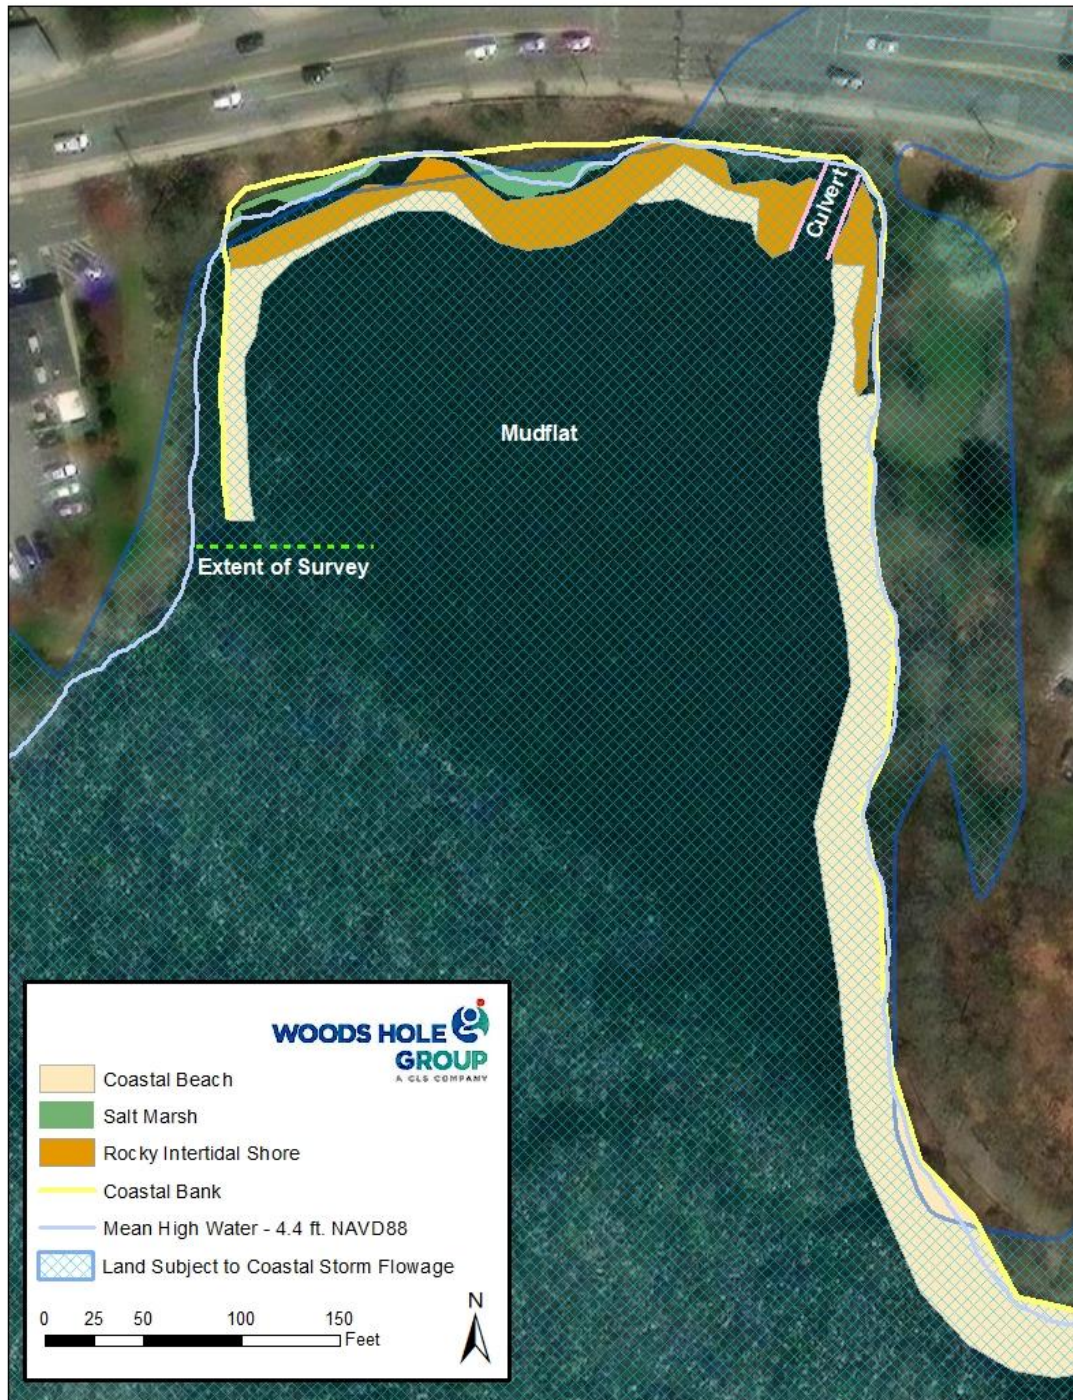 Culvert
Mudflat
Extent of Survey
WOODS HOLE
GROUP
A CLS COMPANY
Coastal Beach
Salt Marsh
Rocky Intertidal Shore
Coastal Bank
Mean High Water - 4.4 ft. NAVD88
Land Subject to Coastal Storm Flowage
0 25 50 100 150
Feet
N